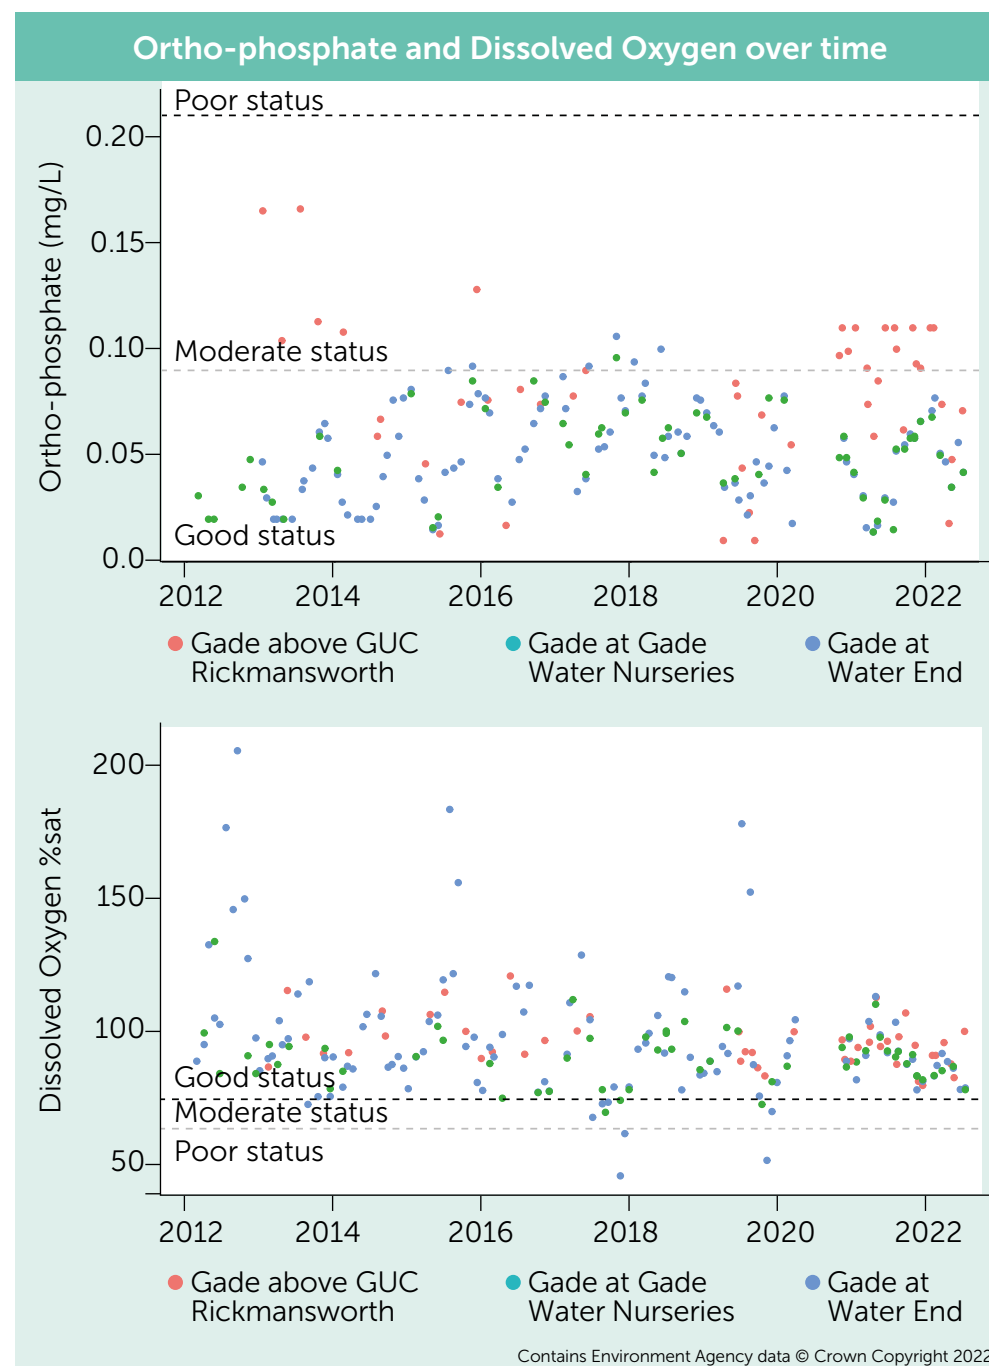 Ortho-phosphate and Dissolved Oxygen over time
Poor status
0.20
0.15
0.10
0.05
0.0
Ortho-phosphate (mg/L)
Moderate status
Good status
2012 2014 2016 2018 2020 2022
Gade above GUC
Rickmansworth
Gade at Gade
Water Nurseries
Gade at
Water End
200
150
100
50
Dissolved Oxygen %sat
Good status
Moderate status
Poor status
2012 2014 2016 2018 2020 2022
Gade above GUC
Rickmansworth
Gade at Gade
Water Nurseries
Gade at
Water End
Contains Environment Agency data © Crown Copyright 2022